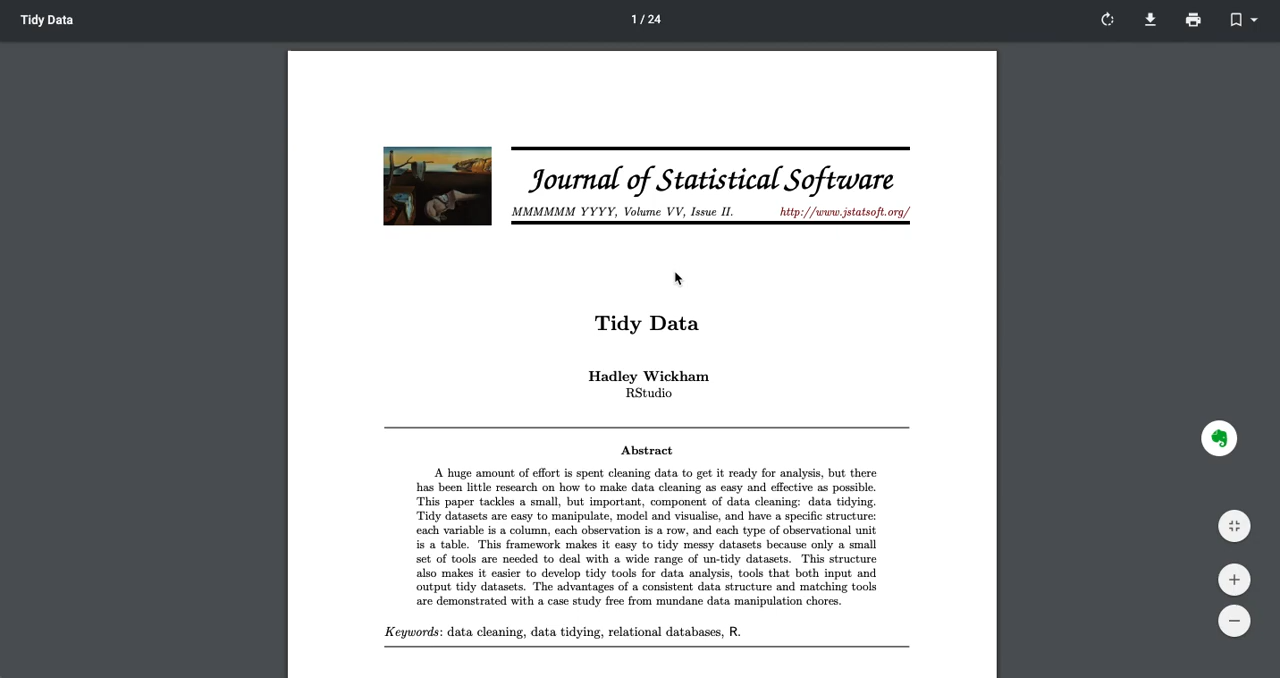 Tidy Data
1 / 24
Journal of Statistical Software
MMMMMM YYYY, Volume VV, Issue II.
http://www.jstatsoft.org/
Tidy Data
Hadley Wickham
RStudio
Abstract
A huge amount of effort is spent cleaning data to get it ready for analysis, but there
has been little research on how to make data cleaning as easy and effective as possible.
This paper tackles a small, but important, component of data cleaning: data tidying.
Tidy datasets are easy to manipulate, model and visualise, and have a specific structure:
each variable is a column, each observation is a row, and each type of observational unit
is a table. This framework makes it easy to tidy messy datasets because only a small
set of tools are needed to deal with a wide range of un-tidy datasets. This structure
also makes it easier to develop tidy tools for data analysis, tools that both input and
output tidy datasets. The advantages of a consistent data structure and matching tools
are demonstrated with a case study free from mundane data manipulation chores.
Keywords: data cleaning, data tidying, relational databases, R.